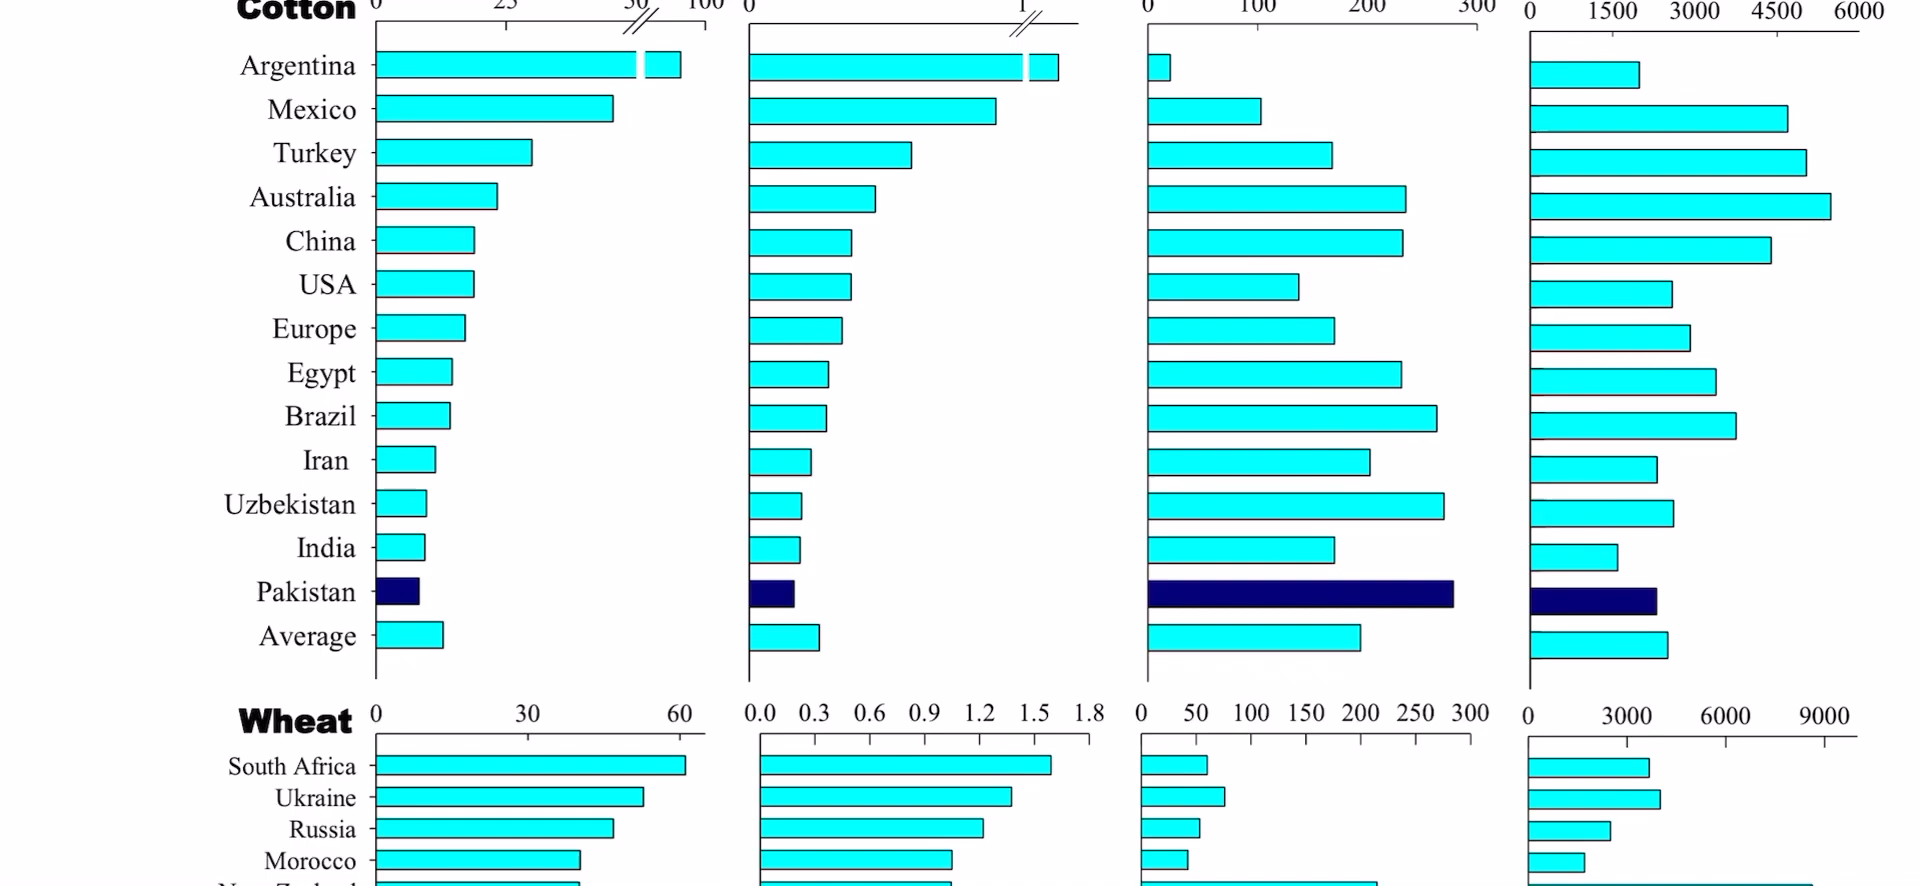 Cotton 0 25 50 100 0 1 0 100 200 300 0 1500 3000 4500 6000
Argentina
Mexico
Turkey
Australia
China
USA
Europe
Egypt
Brazil
Iran
Uzbekistan
India
Pakistan
Average
Wheat 0 30 60 0.0 0.3 0.6 0.9 1.2 1.5 1.8 0 50 100 150 200 250 300 0 3000 6000 9000
South Africa
Ukraine
Russia
Morocco